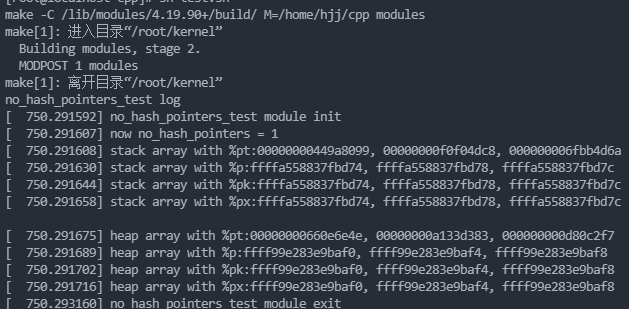 make -C /lib/modules/4.19.90+/build/ M=/home/hjj/cpp modules
make[1]: 进入目录“/root/kernel”
  Building modules, stage 2.
  MODPOST 1 modules
make[1]: 离开目录“/root/kernel”
no_hash_pointers_test log
[  750.291592] no_hash_pointers_test module init
[  750.291607] now no_hash_pointers = 1
[  750.291608] stack array with %pt:00000000449a8099, 00000000f0f04dc8, 000000006fbb4d6a
[  750.291630] stack array with %p:ffffa558837fbd74, ffffa558837fbd78, ffffa558837fbd7c
[  750.291644] stack array with %pk:ffffa558837fbd74, ffffa558837fbd78, ffffa558837fbd7c
[  750.291658] stack array with %px:ffffa558837fbd74, ffffa558837fbd78, ffffa558837fbd7c
[  750.291675] heap array with %pt:00000000660e6e4e, 00000000a133d383, 000000000d80c2f7
[  750.291689] heap array with %p:ffff99e283e9baf0, ffff99e283e9baf4, ffff99e283e9baf8
[  750.291702] heap array with %pk:ffff99e283e9baf0, ffff99e283e9baf4, ffff99e283e9baf8
[  750.291716] heap array with %px:ffff99e283e9baf0, ffff99e283e9baf4, ffff99e283e9baf8
[  750.293160] no hash pointers test module exit